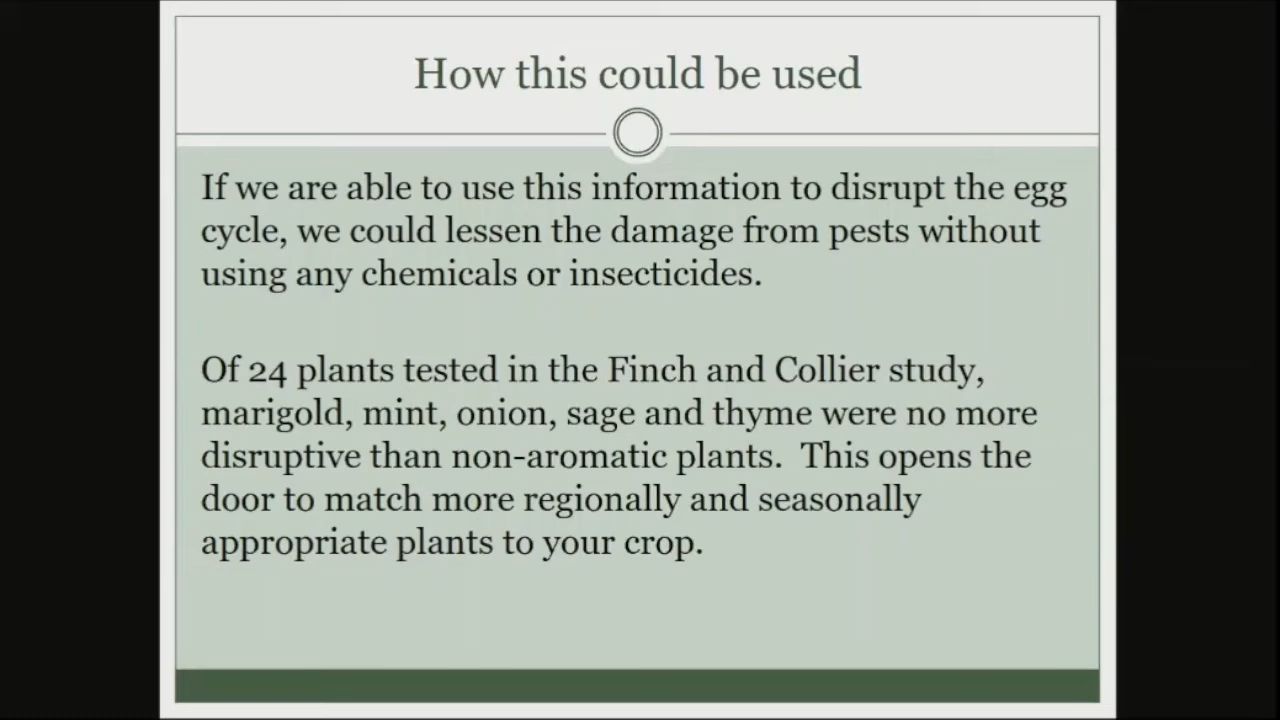 How this could be used
If we are able to use this information to disrupt the egg
cycle, we could lessen the damage from pests without
using any chemicals or insecticides.
Of 24 plants tested in the Finch and Collier study,
marigold, mint, onion, sage and thyme were no more
disruptive than non-aromatic plants.  This opens the
door to match more regionally and seasonally
appropriate plants to your crop.